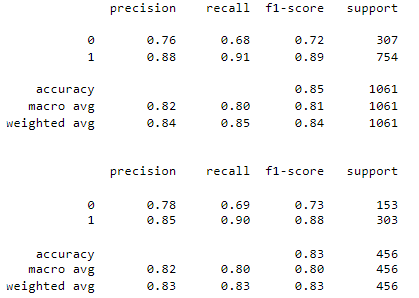 precision recall f1-score support
0 0.76 0.68 0.72 307
1 0.88 0.91 0.89 754
accuracy 0.85 1061
macro avg 0.82 0.80 0.81 1061
weighted avg 0.84 0.85 0.84 1061
precision recall f1-score support
0 0.78 0.69 0.73 153
1 0.85 0.90 0.88 303
accuracy 0.83 456
macro avg 0.82 0.80 0.80 456
weighted avg 0.83 0.83 0.83 456